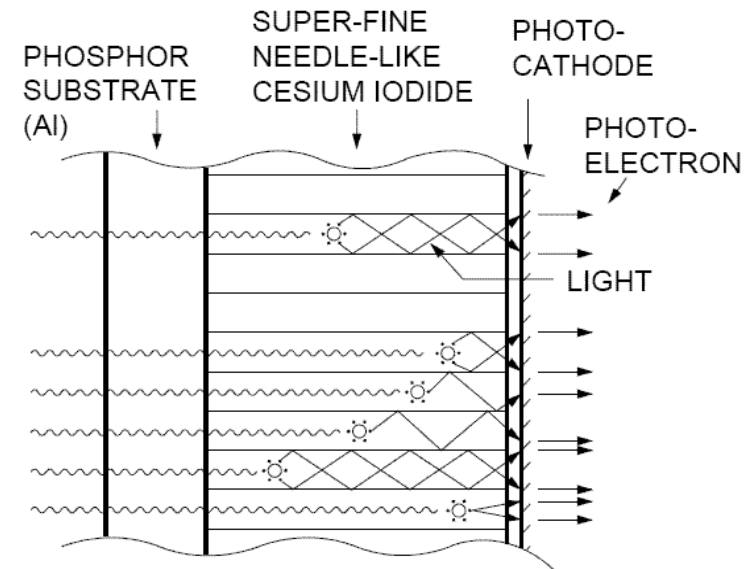 PHOSPHOR
SUBSTRATE
(Al)
SUPER-FINE
NEEDLE-LIKE
CESIUM IODIDE
PHOTO-
CATHODE
PHOTO-
ELECTRON
LIGHT